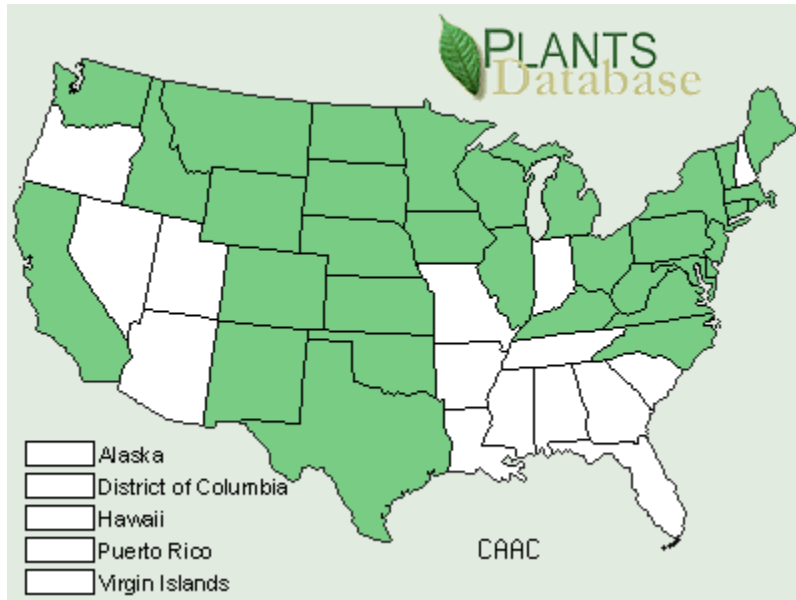 PLANTS
Database
Alaska
District of Columbia
Hawaii
Puerto Rico
Virgin Islands
CAAC